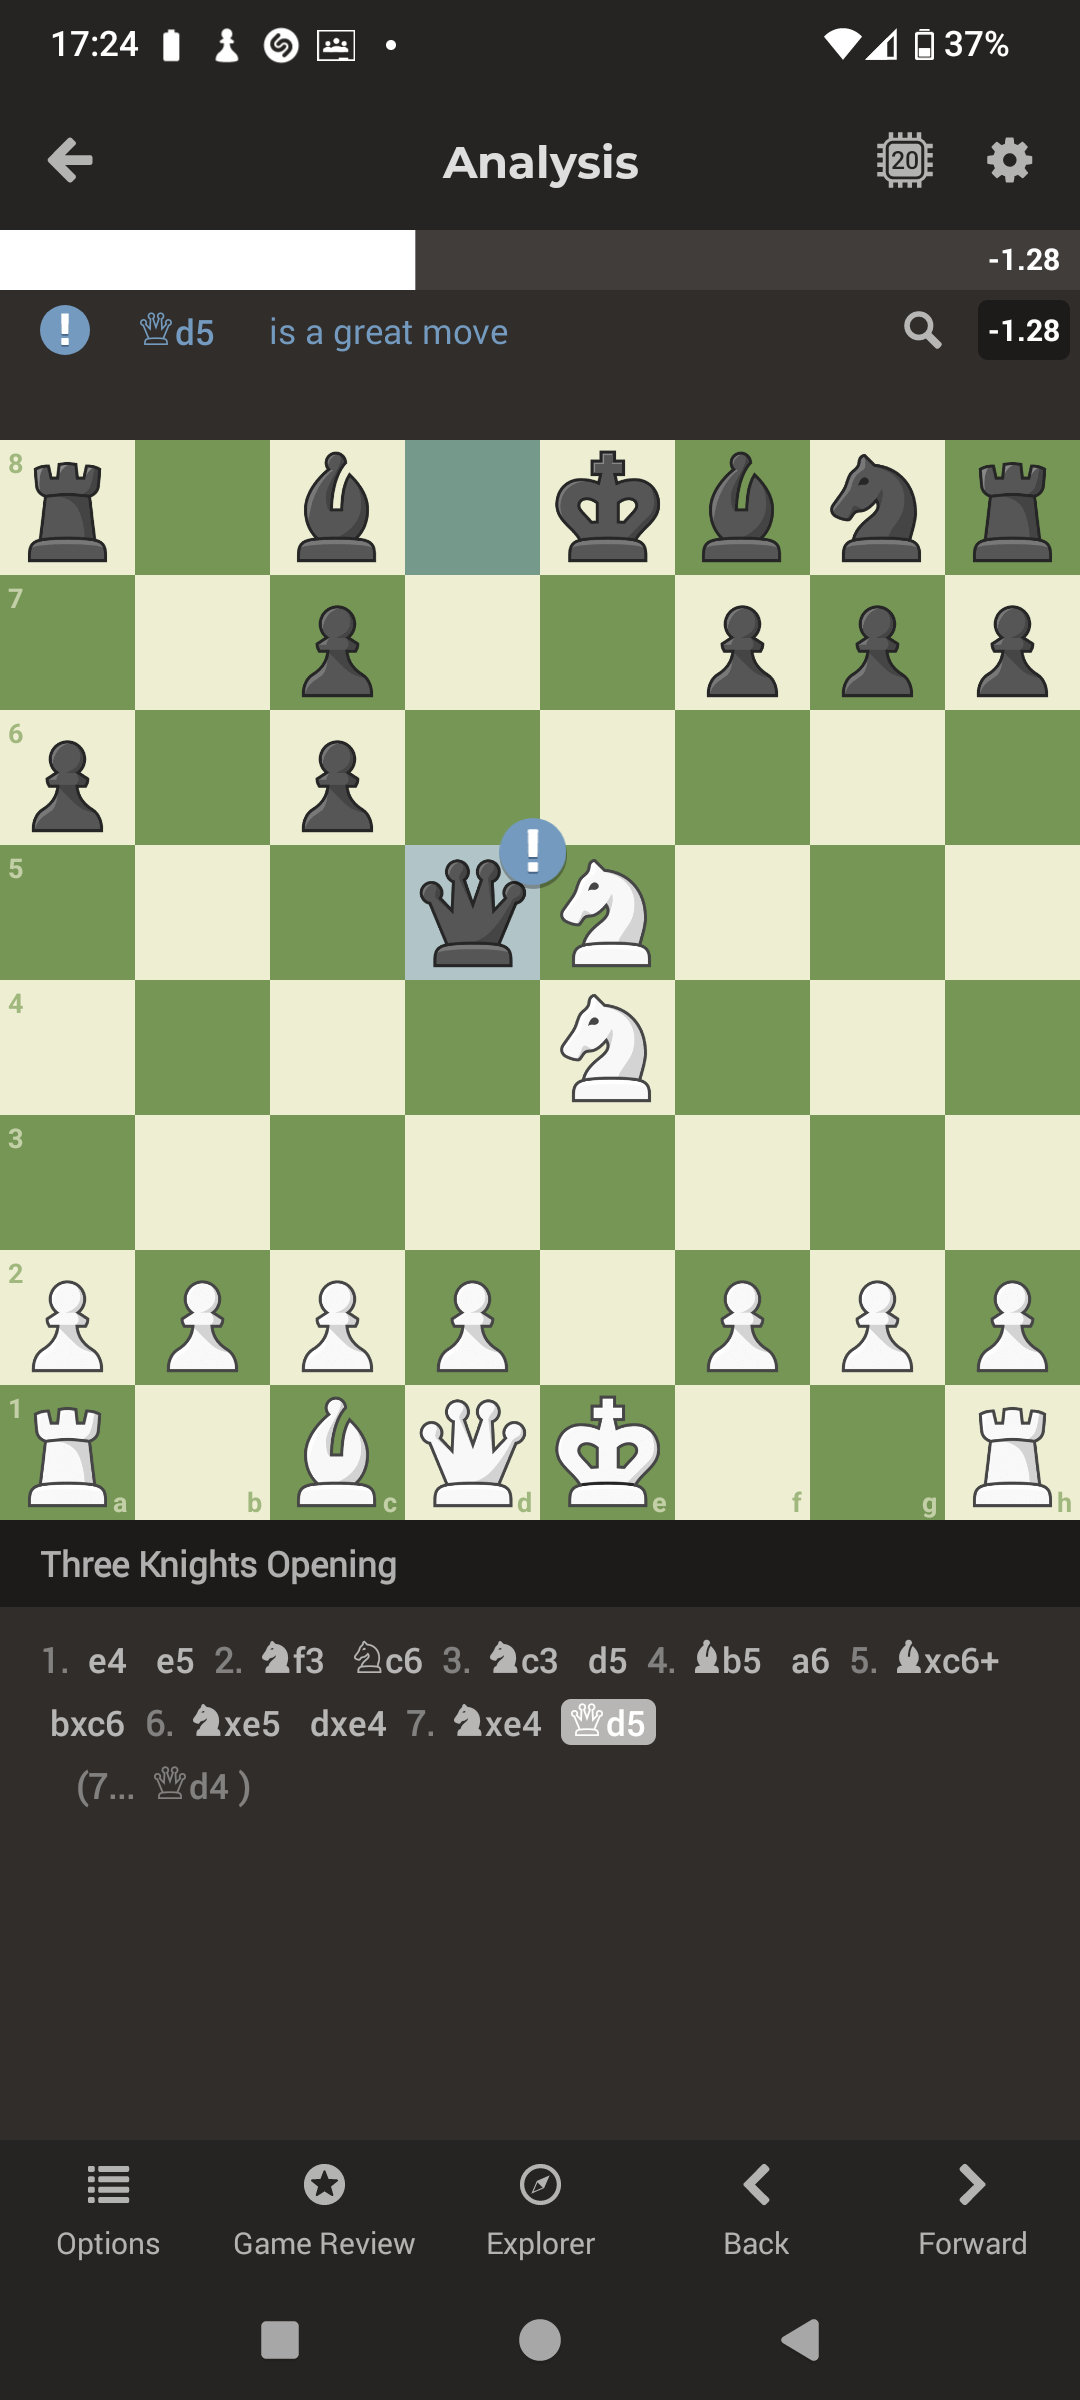 17:24 37%
Analysis 20
-1.28
! d5 is a great move -1.28
8
7
6
!
5
4
3
2
1
a b c d e f g h
Three Knights Opening
1. e4 e5 2. ♞f3 ♘c6 3. ♞c3 d5 4. ♝b5 a6 5. ♝xc6+
bxc6 6. ♞xe5 dxe4 7. ♞xe4 ♕d5
(7... ♕d4 )
Options Game Review Explorer Back Forward